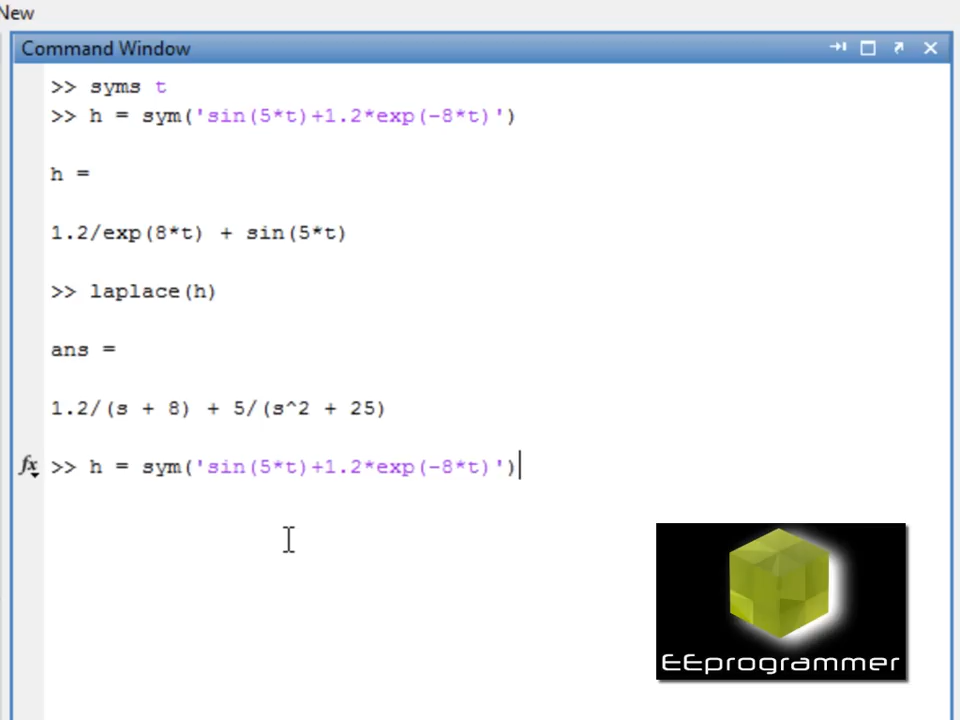 New
Command Window
>> syms t
>> h = sym('sin(5*t)+1.2*exp(-8*t)')
h =
1.2/exp(8*t) + sin(5*t)
>> laplace(h)
ans =
1.2/(s + 8) + 5/(s^2 + 25)
fx >> h = sym('sin(5*t)+1.2*exp(-8*t)')
EEprogrammer